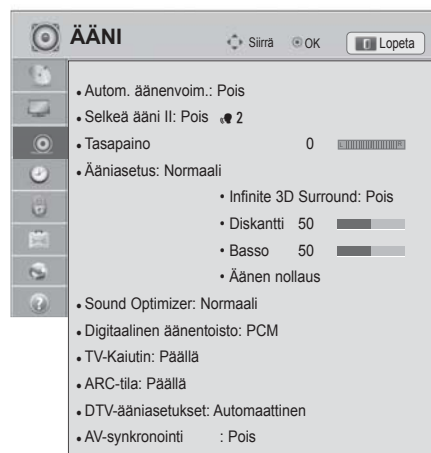 ÄÄNI Siirrä OK Lopeta
• Autom. äänenvoim.: Pois
• Selkeä ääni II: Pois 2
• Tasapaino 0 L R
• Ääniasetus: Normaali
• Infinite 3D Surround: Pois
• Diskantti 50
• Basso 50
• Äänen nollaus
• Sound Optimizer: Normaali
• Digitaalinen äänentoisto: PCM
• TV-Kaiutin: Päällä
• ARC-tila: Päällä
• DTV-ääniasetukset: Automaattinen
• AV-synkronointi : Pois